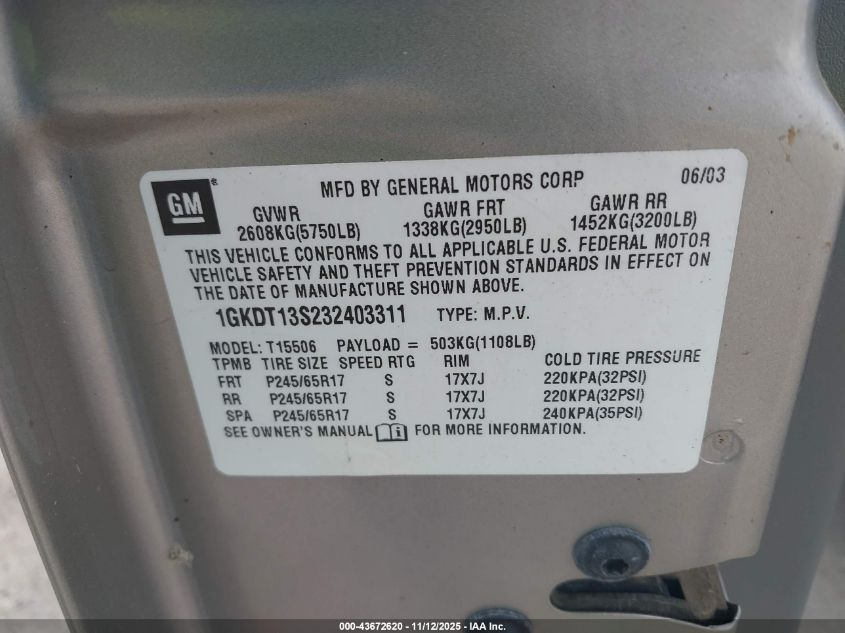 GM®
MFD BY GENERAL MOTORS CORP 06/03
GVWR GAWR FRT GAWR RR
2608KG(5750LB) 1338KG(2950LB) 1452KG(3200LB)
THIS VEHICLE CONFORMS TO ALL APPLICABLE U.S. FEDERAL MOTOR
VEHICLE SAFETY AND THEFT PREVENTION STANDARDS IN EFFECT ON
THE DATE OF MANUFACTURE SHOWN ABOVE.
1GKDT13S232403311 TYPE: M.P.V.
MODEL: T15506 PAYLOAD = 503KG(1108LB)
TPMB TIRE SIZE SPEED RTG RIM COLD TIRE PRESSURE
FRT P245/65R17 S 17X7J 220KPA(32PSI)
RR P245/65R17 S 17X7J 220KPA(32PSI)
SPA P245/65R17 S 17X7J 240KPA(35PSI)
SEE OWNER'S MANUAL i FOR MORE INFORMATION.
000-43672620 - 11/12/2025 - IAA Inc.